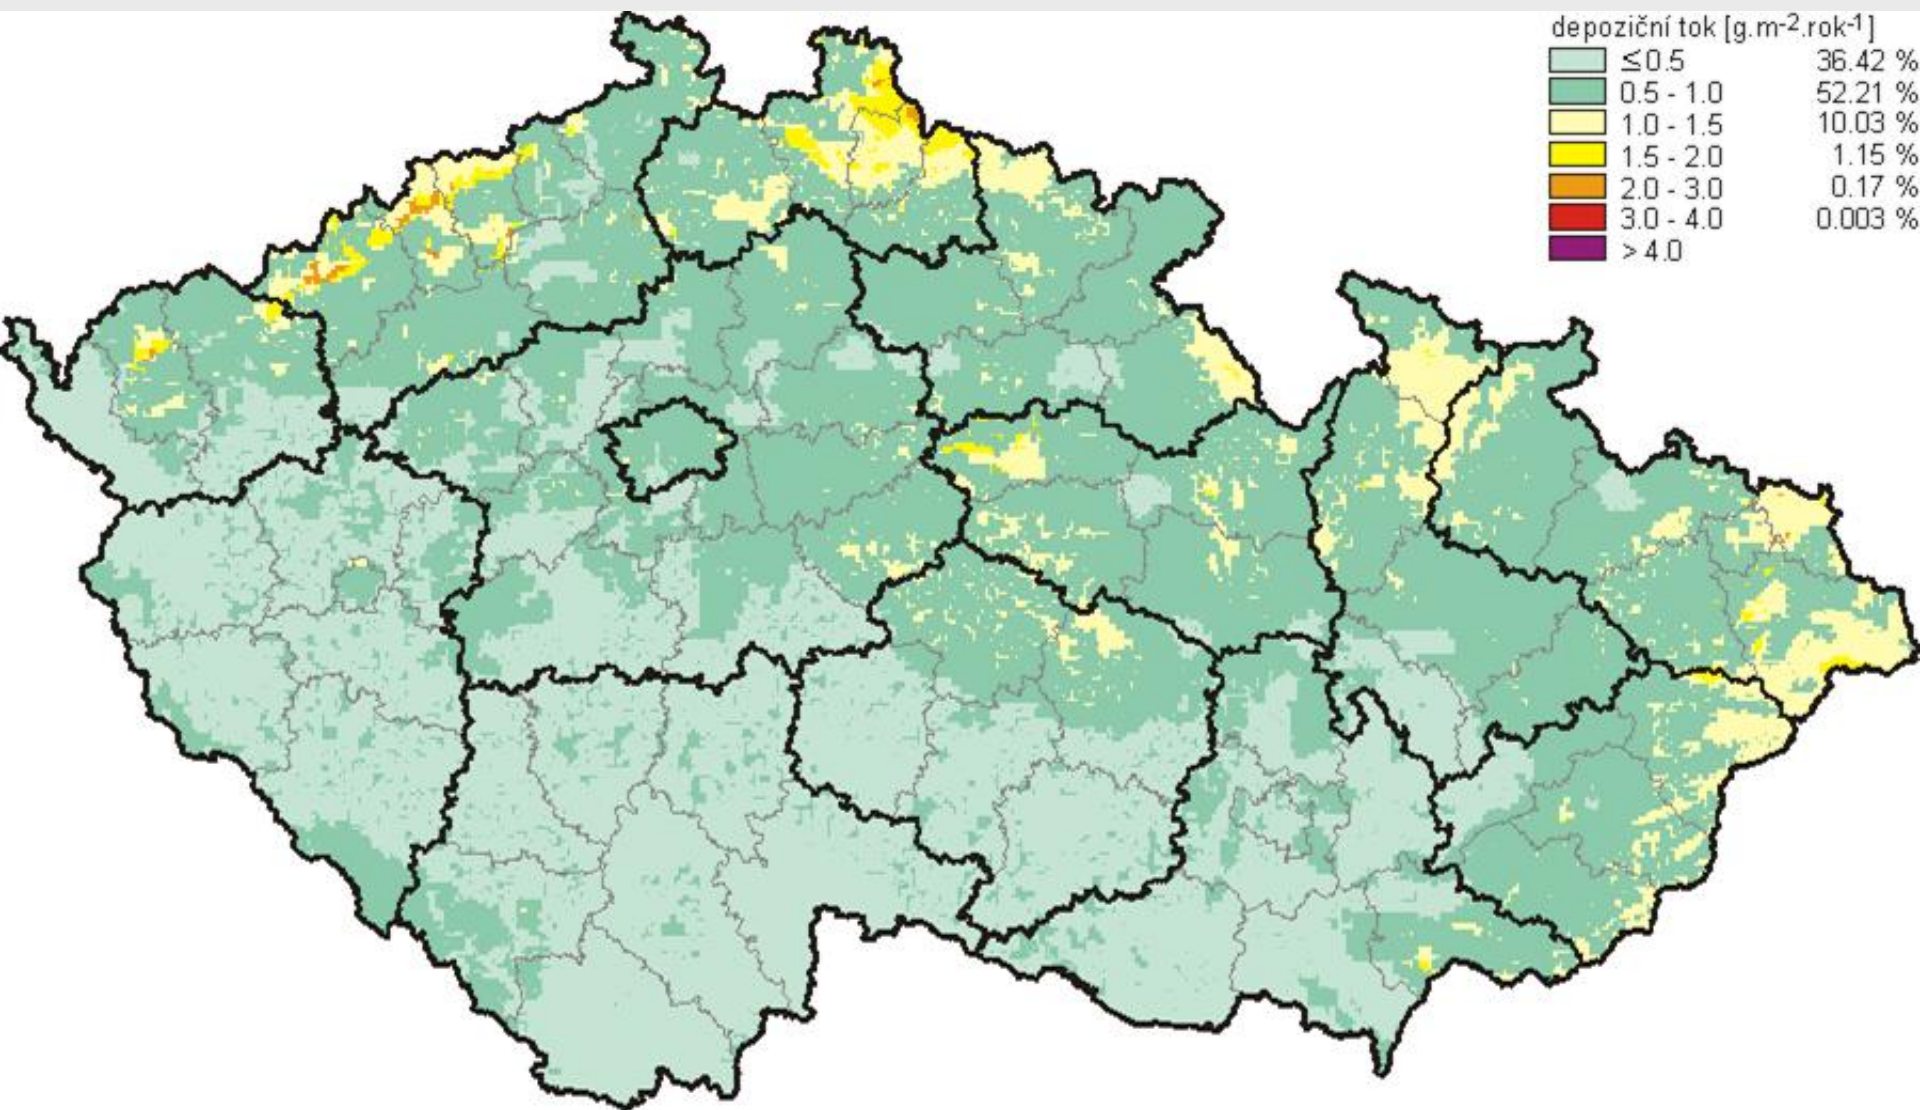 depoziční tok [g.m-2.rok-1]
≤0.5 36.42 %
0.5 - 1.0 52.21 %
1.0 - 1.5 10.03 %
1.5 - 2.0 1.15 %
2.0 - 3.0 0.17 %
3.0 - 4.0 0.003 %
> 4.0